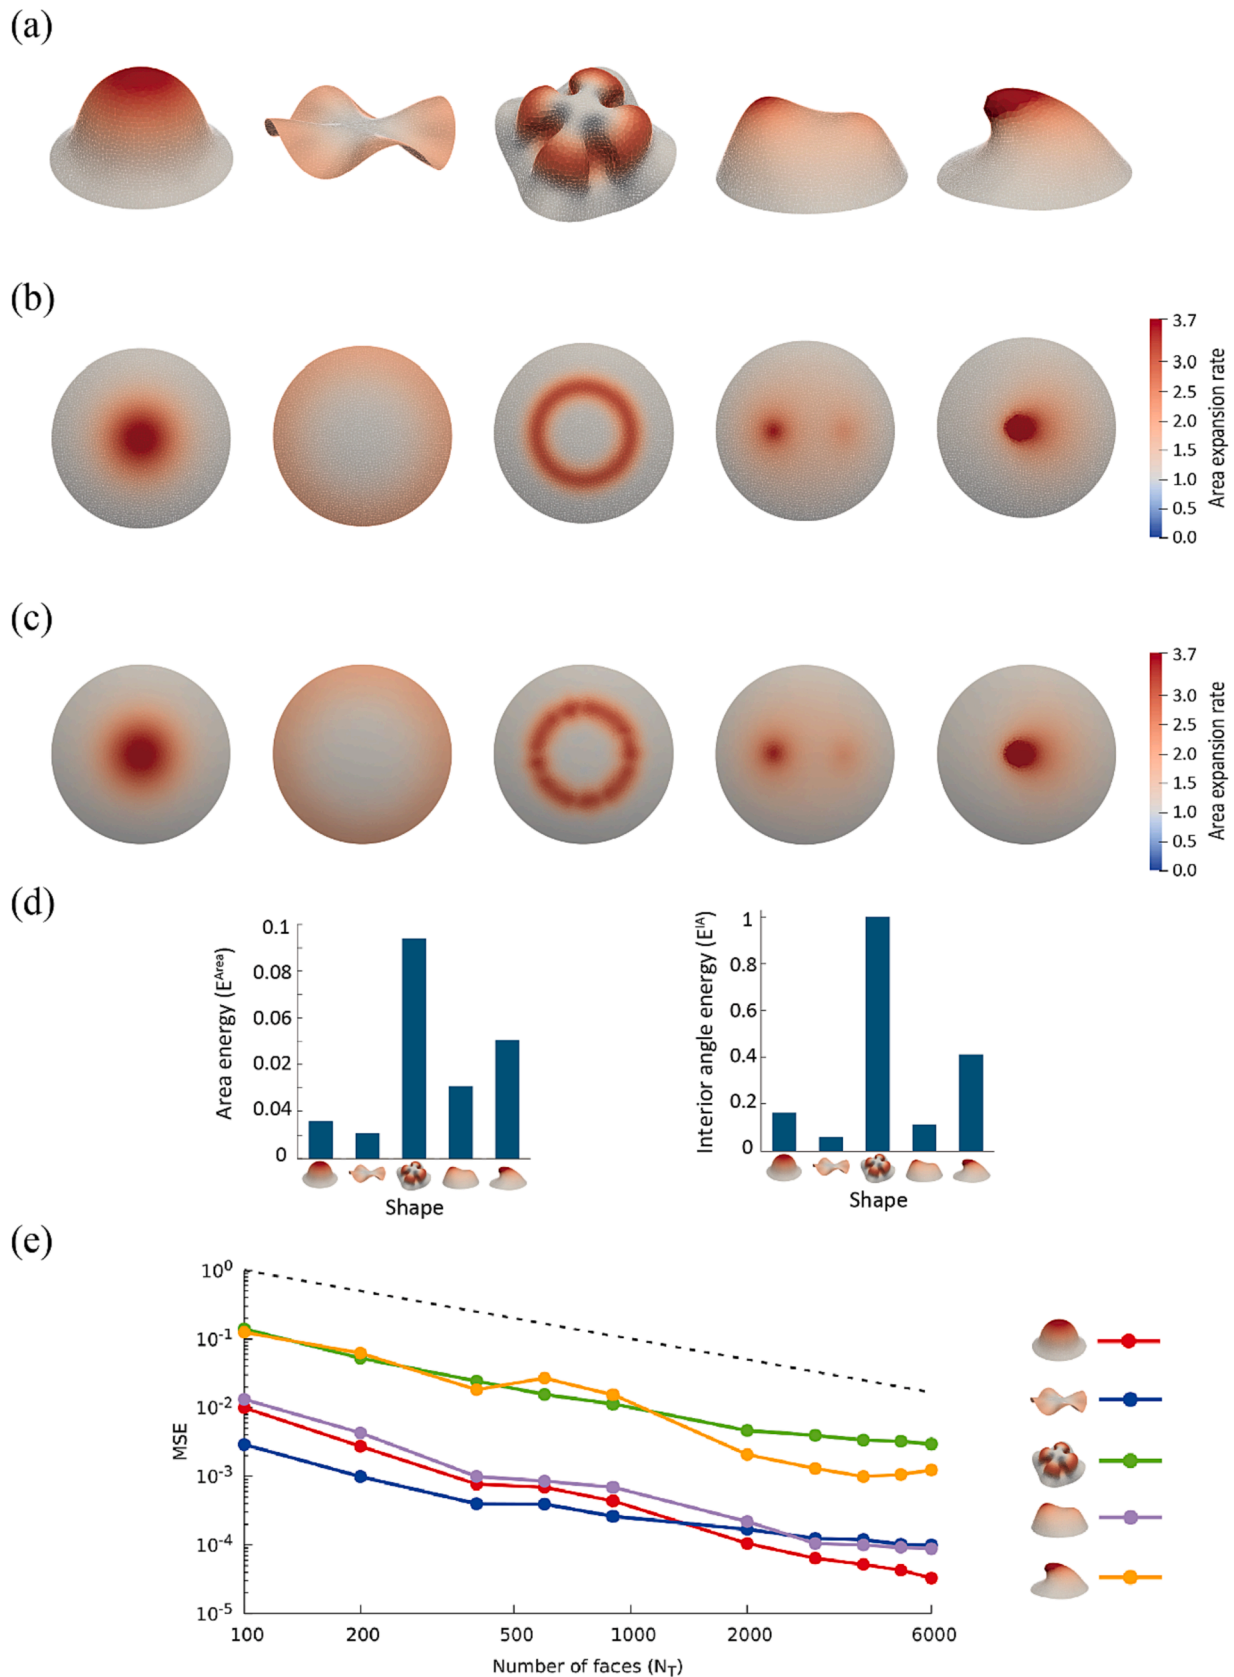 (a)
(b)
3.7
3.0
2.5
2.0
1.5
1.0
0.5
0.0
Area expansion rate
(c)
3.7
3.0
2.5
2.0
1.5
1.0
0.5
0.0
Area expansion rate
(d)
Area energy (E^Area)
0.1
0.08
0.06
0.02
0.04
0
Shape
Interior angle energy (E^IA)
1
0.8
0.6
0.4
0.2
0
Shape
(e)
MSE
10^0
10^-1
10^-2
10^-3
10^-4
10^-5
100 200 500 1000 2000 6000
Number of faces (N_T)